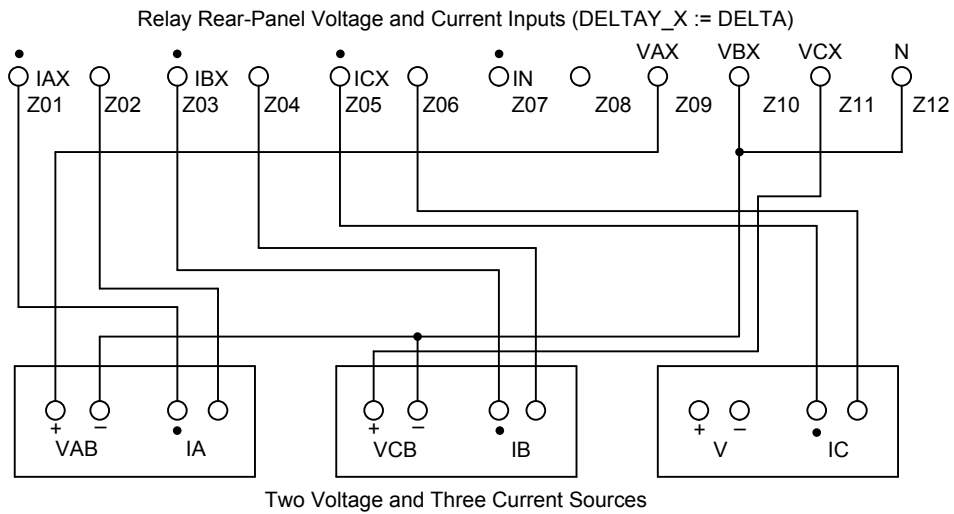 Relay Rear-Panel Voltage and Current Inputs (DELTAY_X := DELTA)
VAX VBX VCX N
IAX IBX ICX IN
Z01 Z02 Z03 Z04 Z05 Z06 Z07 Z08 Z09 Z10 Z11 Z12
+ – + – + –
VAB IA VCB IB V IC
Two Voltage and Three Current Sources